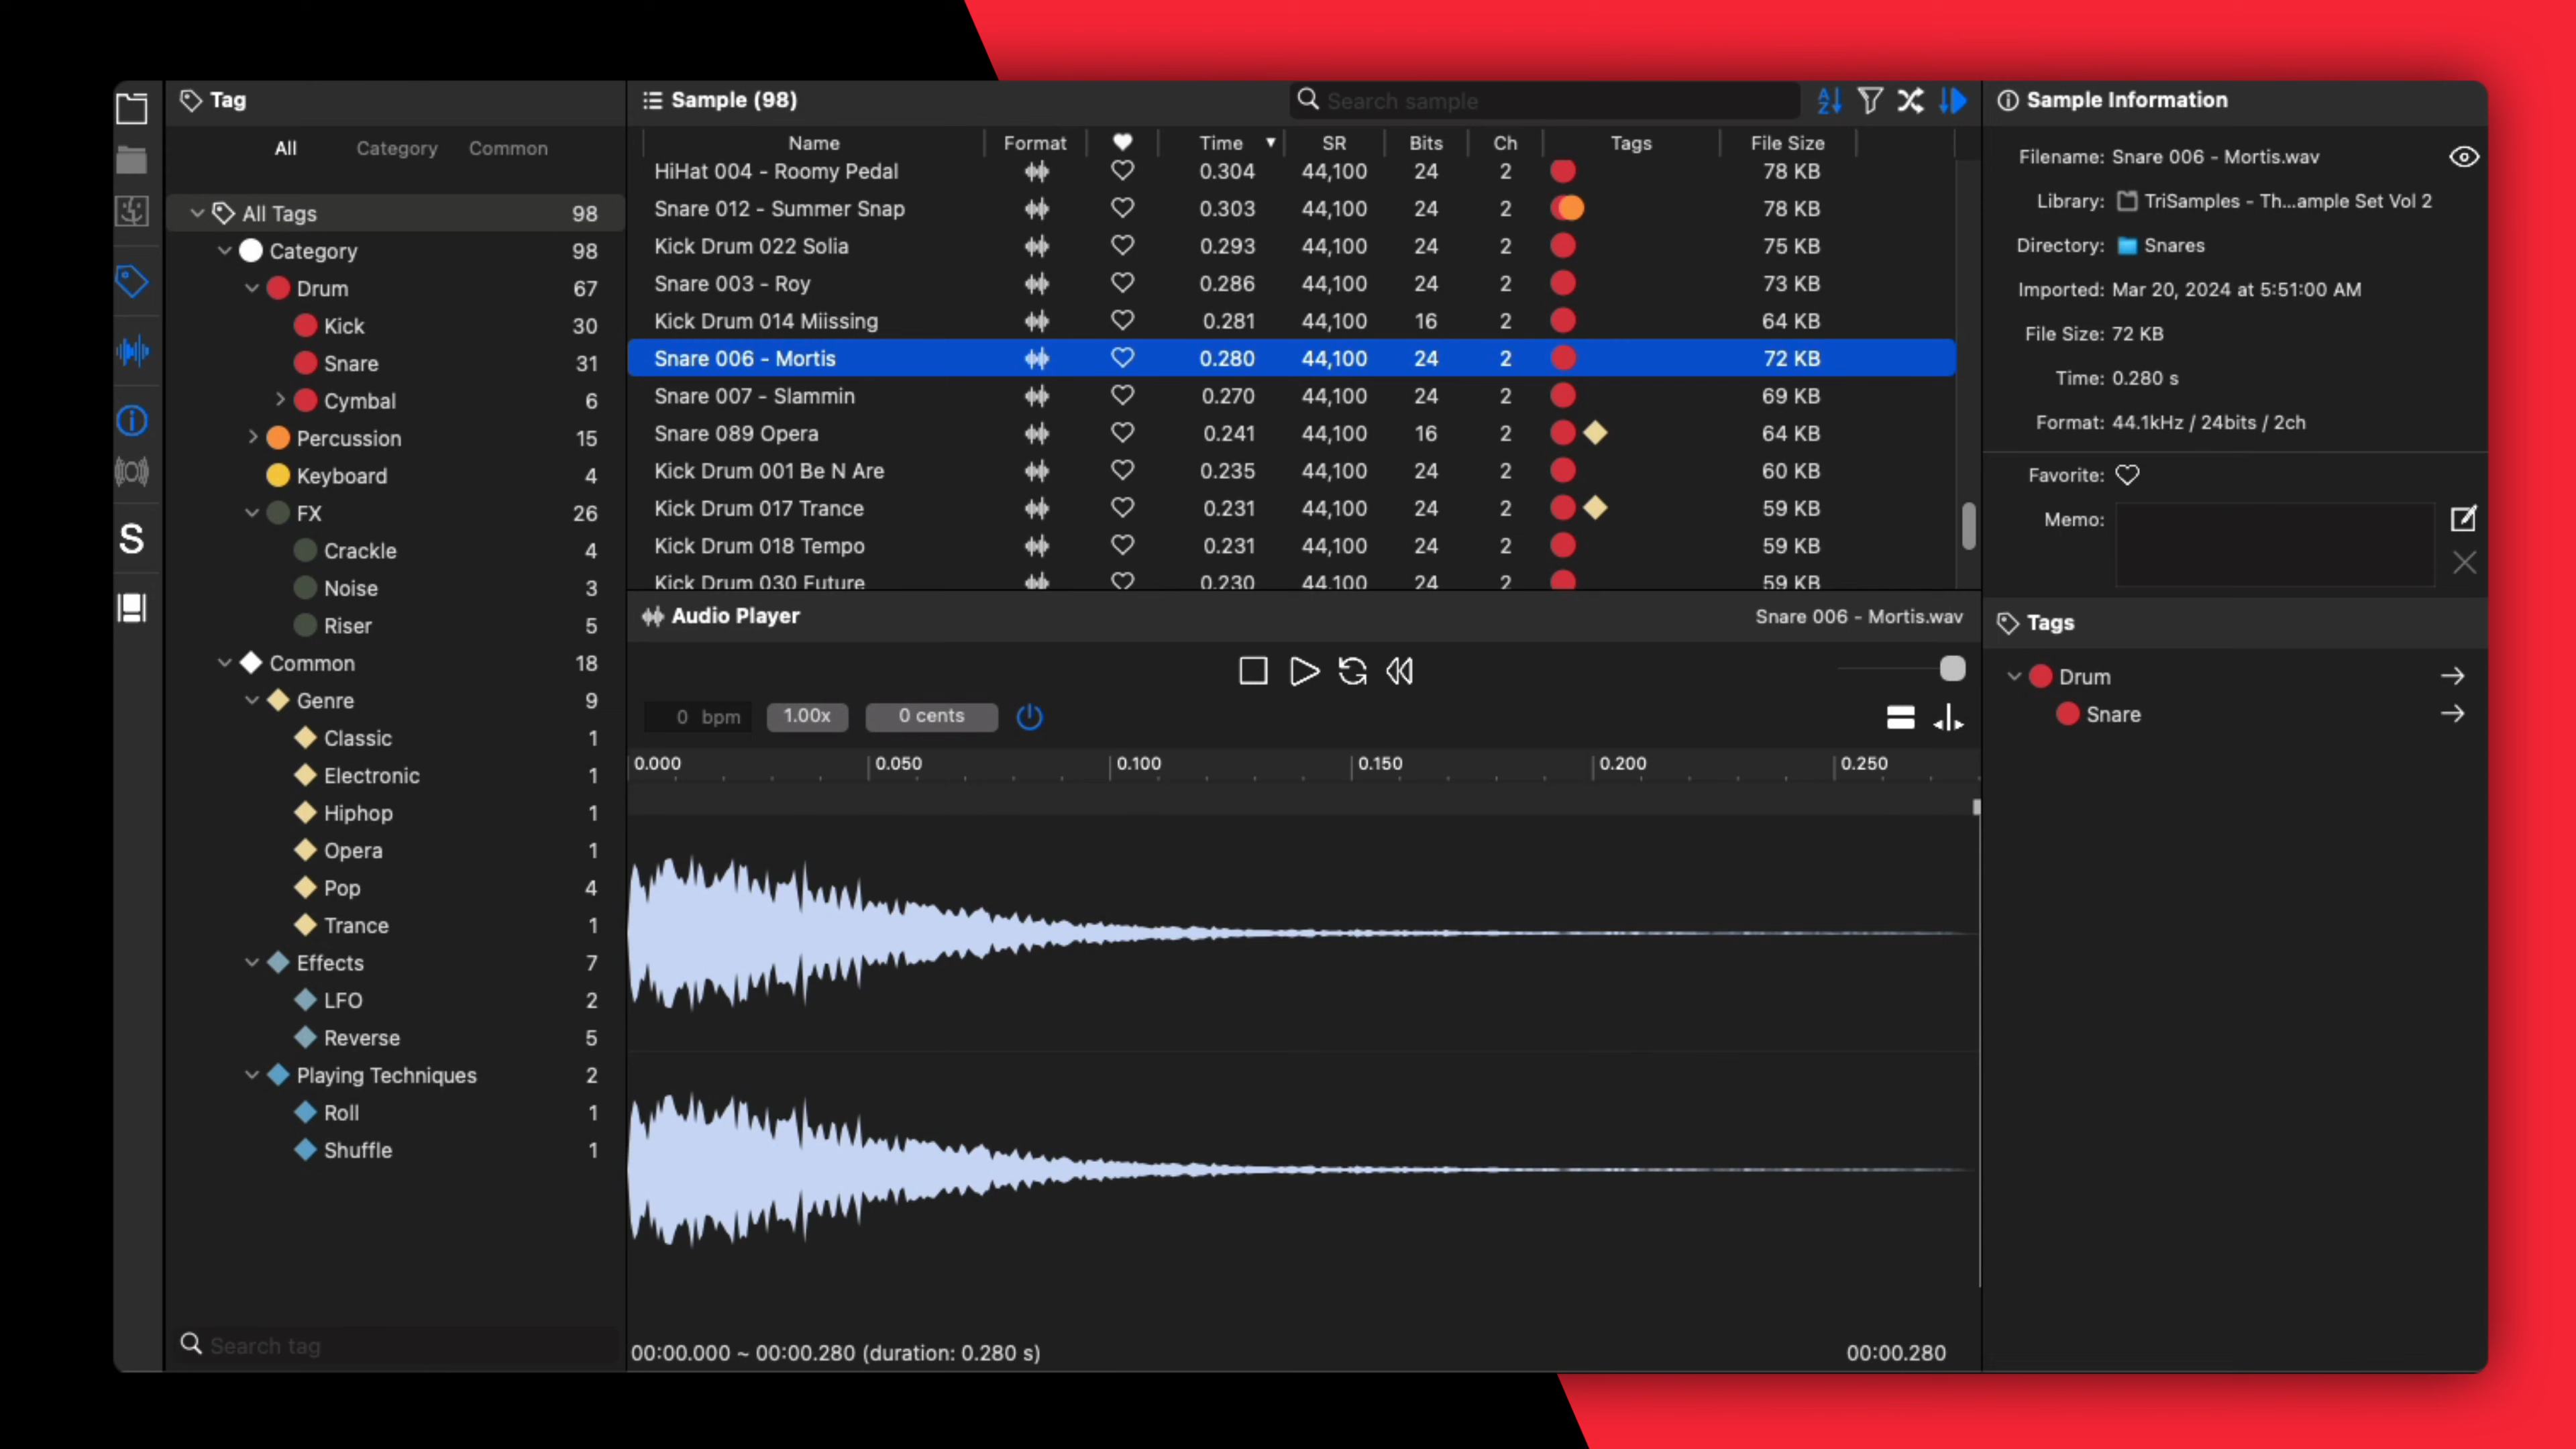 Tag
All Category Common
All Tags 98
Category 98
Drum 67
Kick 30
Snare 31
Cymbal 6
Percussion 15
Keyboard 4
FX 26
Crackle 4
Noise 3
Riser 5
Common 18
Genre 9
Classic 1
Electronic 1
Hiphop 1
Opera 1
Pop 4
Trance 1
Effects 7
LFO 2
Reverse 5
Playing Techniques 2
Roll 1
Shuffle 1
Search tag
S
Sample (98)
Search sample
Name Format Time ▼ SR Bits Ch Tags File Size
HiHat 004 - Roomy Pedal 0.304 44,100 24 2 78 KB
Snare 012 - Summer Snap 0.303 44,100 24 2 78 KB
Kick Drum 022 Solia 0.293 44,100 24 2 75 KB
Snare 003 - Roy 0.286 44,100 24 2 73 KB
Kick Drum 014 Miissing 0.281 44,100 16 2 64 KB
Snare 006 - Mortis 0.280 44,100 24 2 72 KB
Snare 007 - Slammin 0.270 44,100 24 2 69 KB
Snare 089 Opera 0.241 44,100 16 2 64 KB
Kick Drum 001 Be N Are 0.235 44,100 24 2 60 KB
Kick Drum 017 Trance 0.231 44,100 24 2 59 KB
Kick Drum 018 Tempo 0.231 44,100 24 2 59 KB
Kick Drum 030 Future 0.230 44,100 24 2 59 KB
Audio Player Snare 006 - Mortis.wav
0 bpm 1.00x 0 cents
0.000 0.050 0.100 0.150 0.200 0.250
00:00.000 ~ 00:00.280 (duration: 0.280 s) 00:00.280
Sample Information
Filename: Snare 006 - Mortis.wav
Library: TriSamples - Th...ample Set Vol 2
Directory: Snares
Imported: Mar 20, 2024 at 5:51:00 AM
File Size: 72 KB
Time: 0.280 s
Format: 44.1kHz / 24bits / 2ch
Favorite:
Memo:
Tags
Drum
Snare